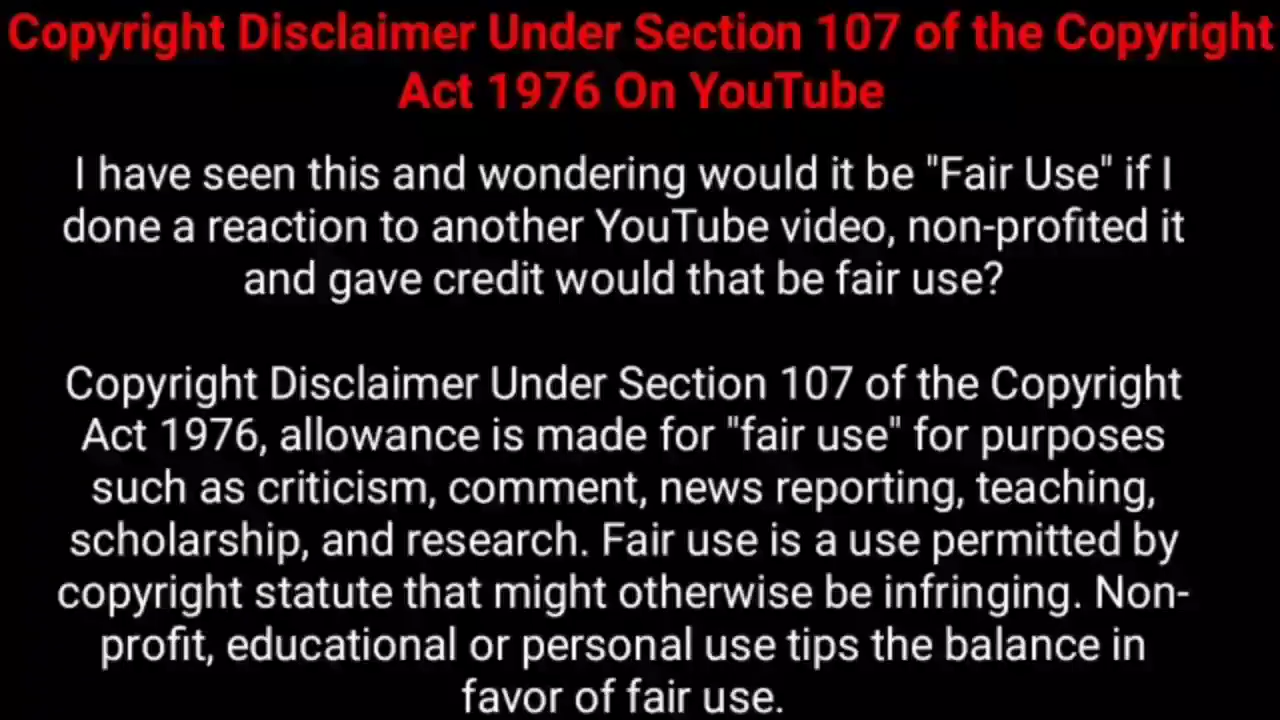 Copyright Disclaimer Under Section 107 of the Copyright
Act 1976 On YouTube
I have seen this and wondering would it be "Fair Use" if I
done a reaction to another YouTube video, non-profited it
and gave credit would that be fair use?
Copyright Disclaimer Under Section 107 of the Copyright
Act 1976, allowance is made for "fair use" for purposes
such as criticism, comment, news reporting, teaching,
scholarship, and research. Fair use is a use permitted by
copyright statute that might otherwise be infringing. Non-
profit, educational or personal use tips the balance in
favor of fair use.